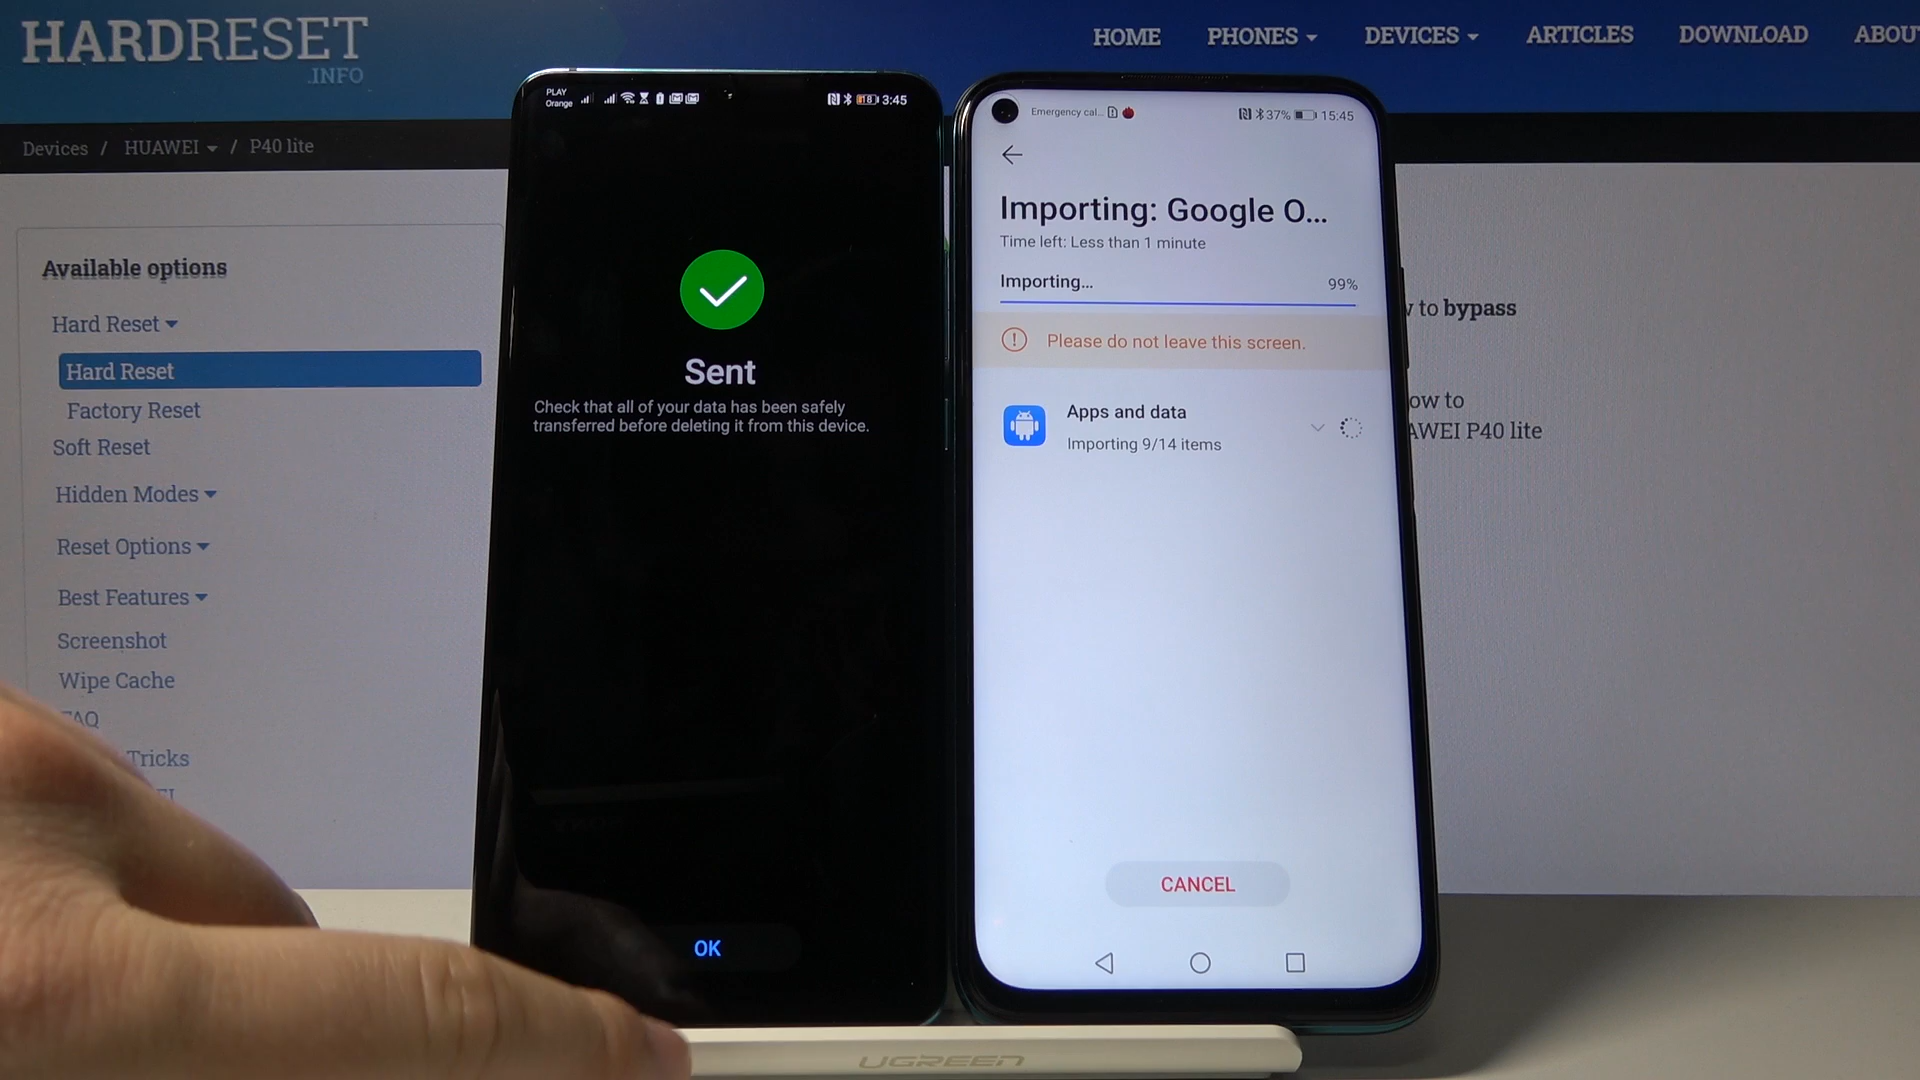 HARDRESET
.INFO
HOME
PHONES
DEVICES
ARTICLES
DOWNLOAD
Devices / HUAWEI / P40 lite
Available options
Hard Reset
Hard Reset
Factory Reset
Soft Reset
Hidden Modes
Reset Options
Best Features
Screenshot
Wipe Cache
Tricks
PLAY
Orange
18
3:45
Sent
Check that all of your data has been safely
transferred before deleting it from this device.
OK
Emergency cal...
37%
15:45
Importing: Google O...
Time left: Less than 1 minute
Importing...
99%
Please do not leave this screen.
Apps and data
Importing 9/14 items
CANCEL
to bypass
to
P40 lite
UGREEN